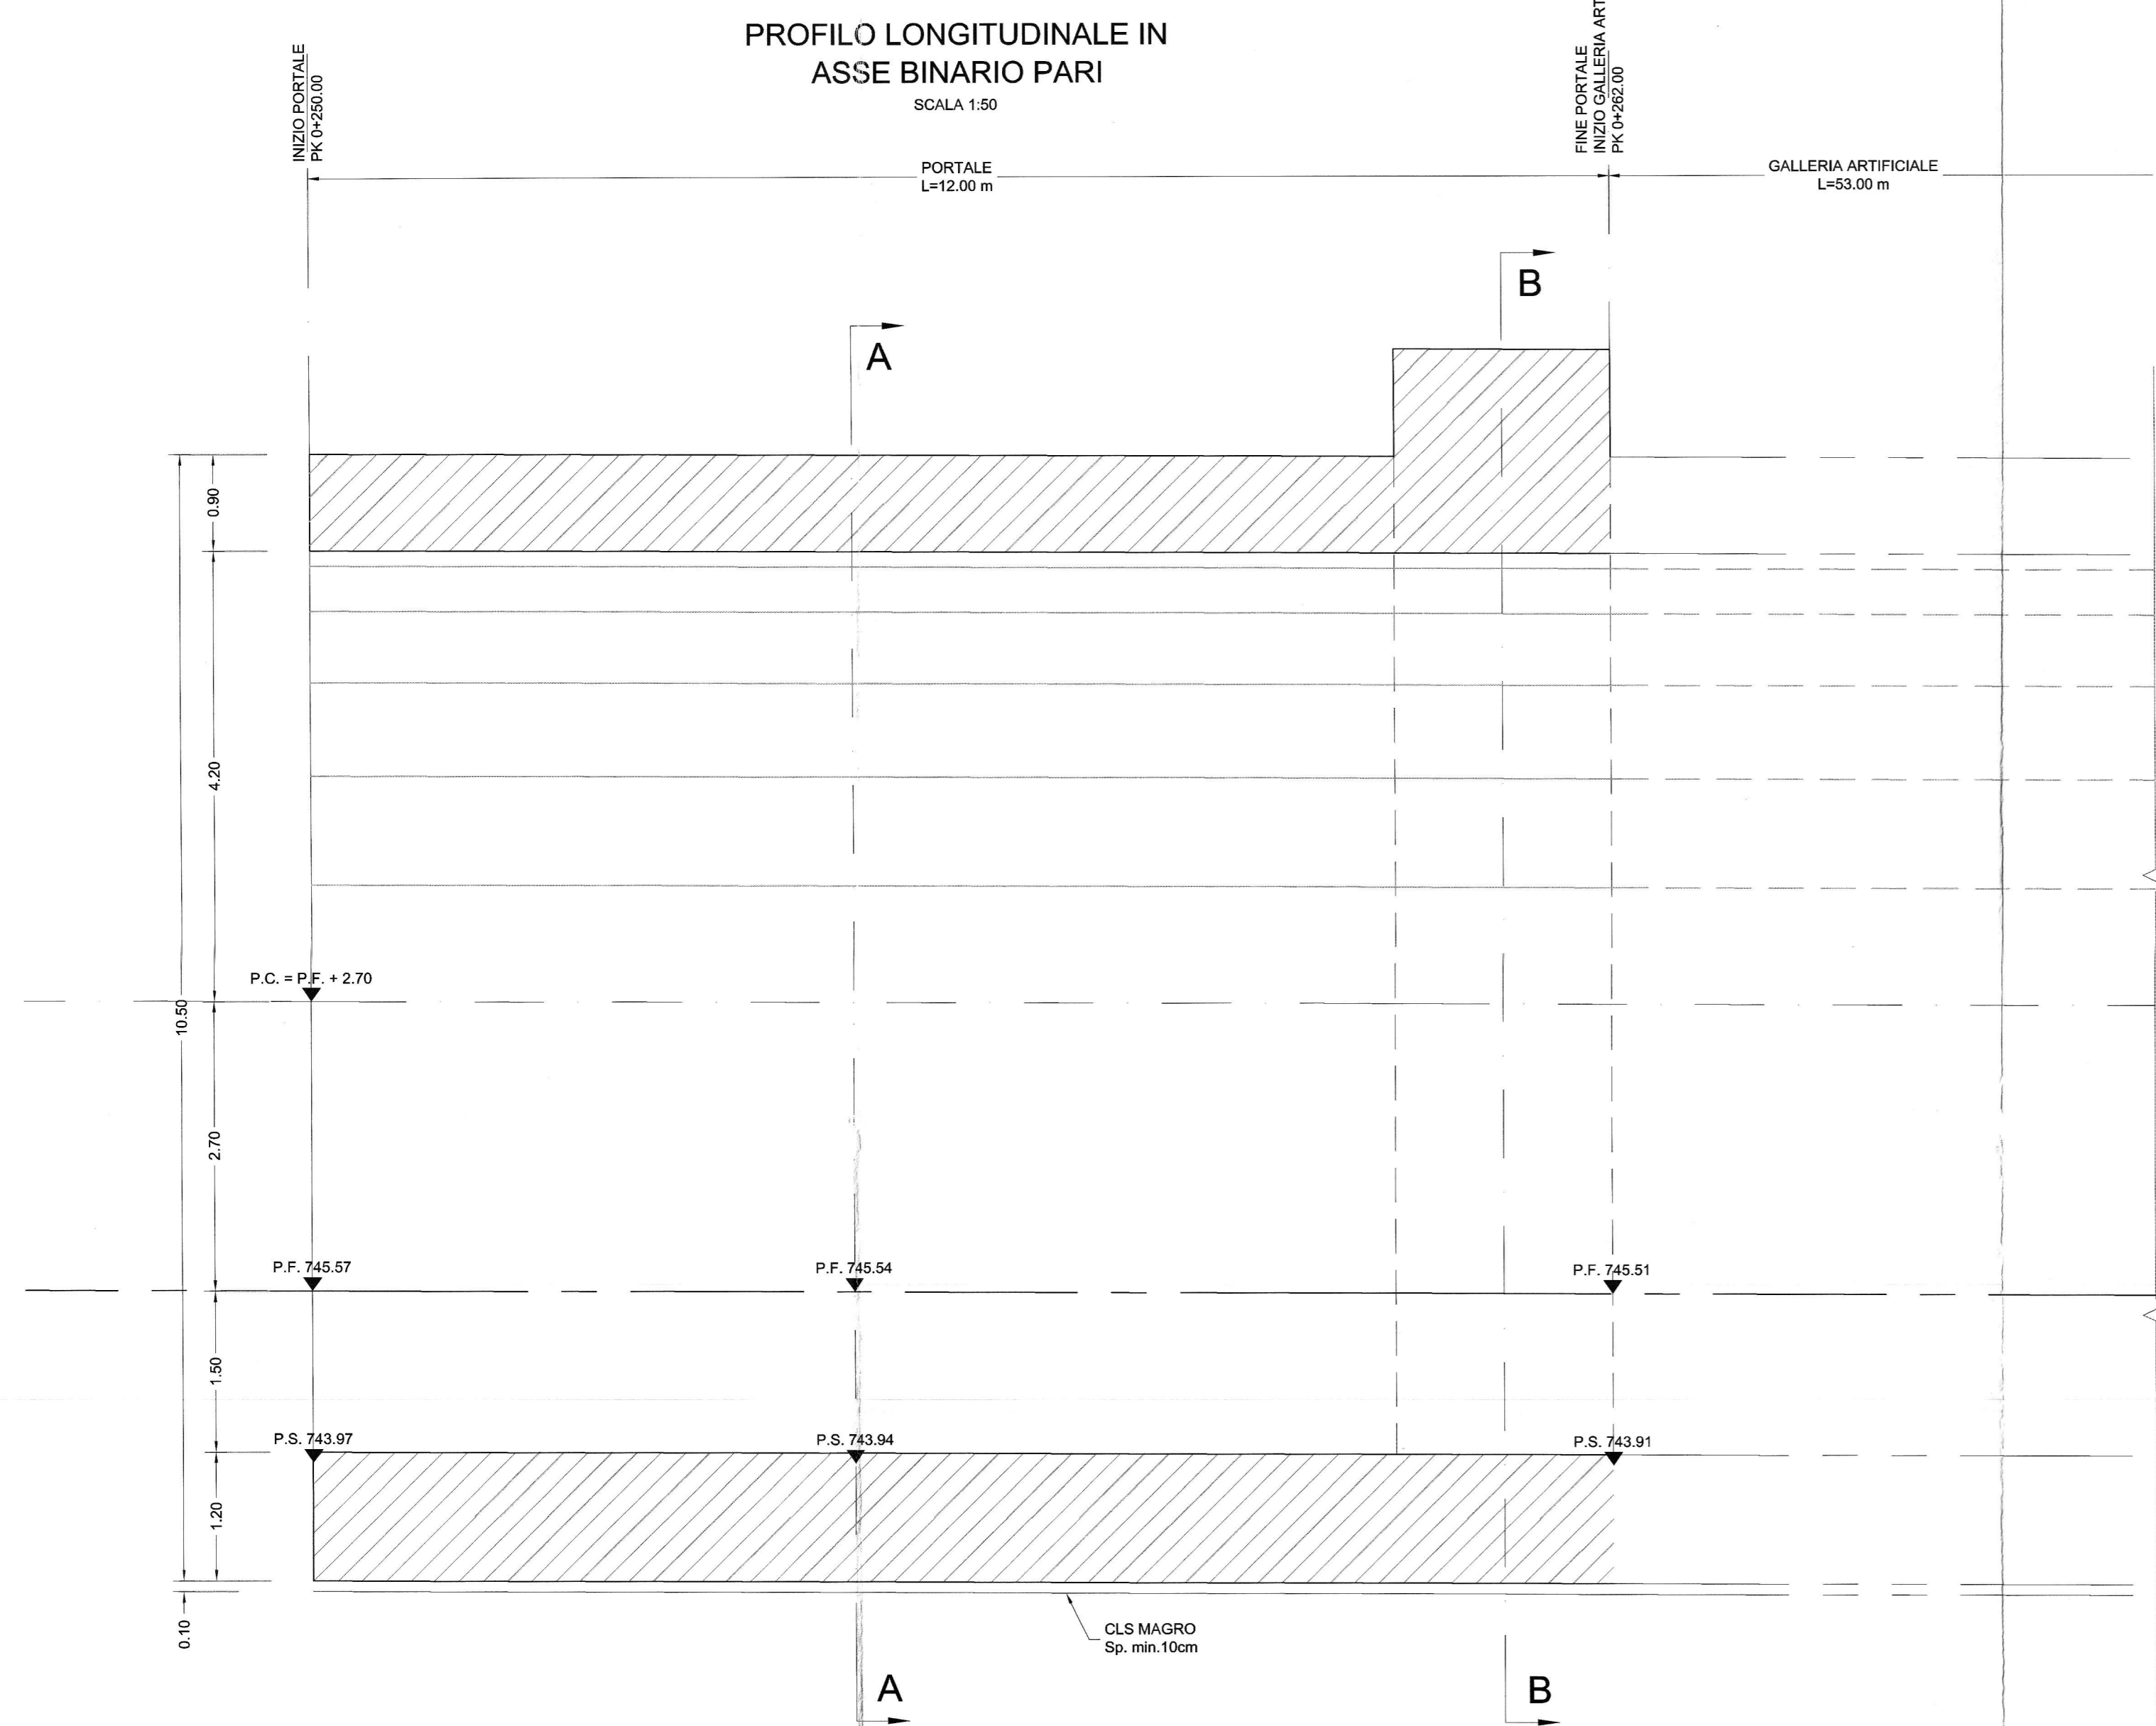 PROFILO LONGITUDINALE IN
ASSE BINARIO PARI
SCALA 1:50
INIZIO PORTALE
PK 0+250.00
FINE PORTALE
INIZIO GALLERIA ART
PK 0+262.00
PORTALE
L=12.00 m
GALLERIA ARTIFICIALE
L=53.00 m
B
A
0.90
4.20
P.C. = P.F. + 2.70
10.50
2.70
P.F. 745.57
P.F. 745.54
P.F. 745.51
1.50
P.S. 743.97
P.S. 743.94
P.S. 743.91
1.20
0.10
CLS MAGRO
Sp. min.10cm
A
B